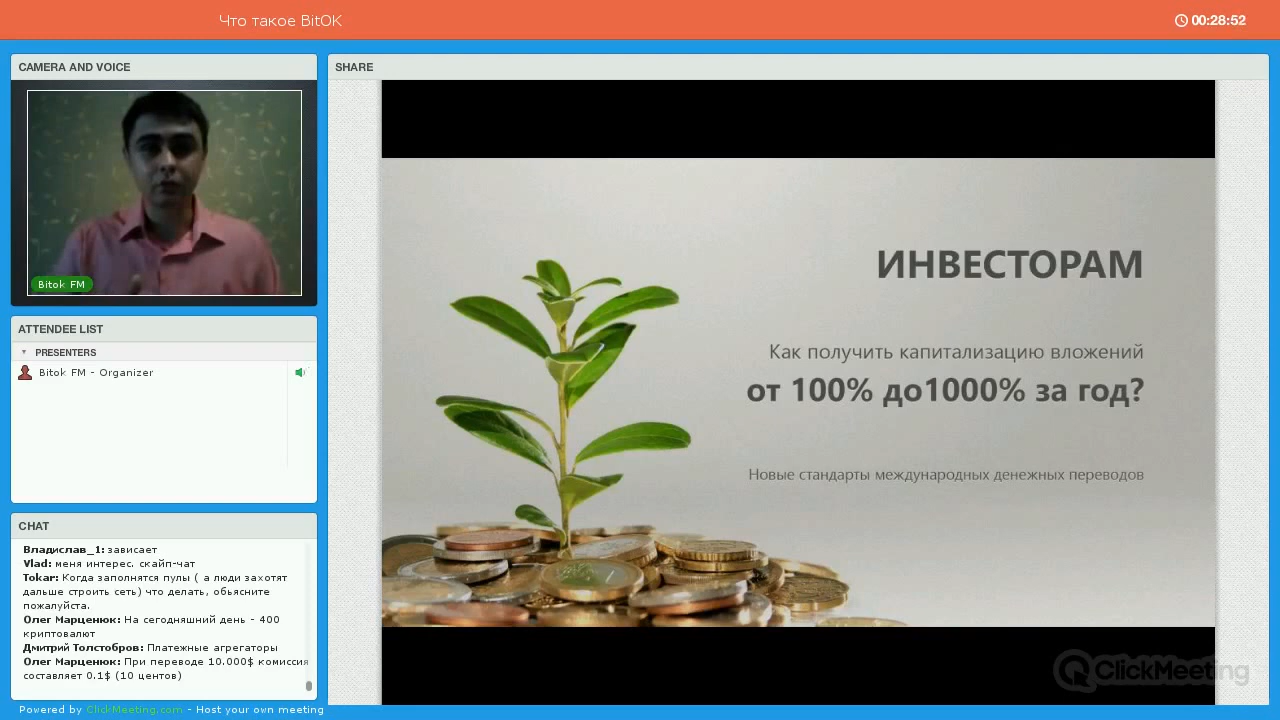 Что такое BitOK
00:28:52
CAMERA AND VOICE
Bitok FM
ATTENDEE LIST
PRESENTERS
Bitok FM - Organizer
CHAT
Владислав_1: зависает
Vlad: меня интерес. скайп-чат
Tokar: Когда заполнятся пулы ( а люди захотят
дальше строить сеть) что делать, обьясните
пожалуйста.
Олег Марценюк: На сегодняшний день - 400
криптовалют
Дмитрий Толстобров: Платежные агрегаторы
Олег Марценюк: При переводе 10.000$ комиссия
составляет 0.1$ (10 центов)
Powered by ClickMeeting.com - Host your own meeting
SHARE
ИНВЕСТОРАМ
Как получить капитализацию вложений
от 100% до1000% за год?
Новые стандарты международных денежных переводов
ClickMeeting